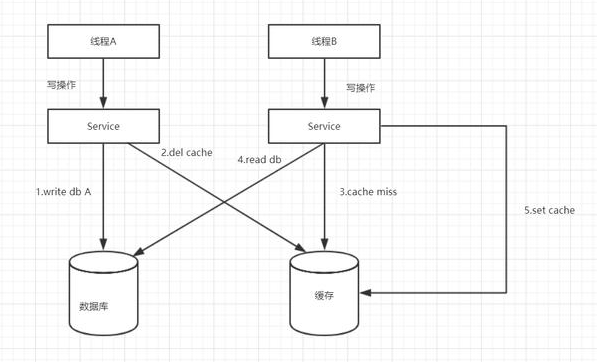 线程A
线程B
写操作
写操作
Service
Service
2.del cache
4.read db
1.write db A
3.cache miss
5.set cache
数据库
缓存